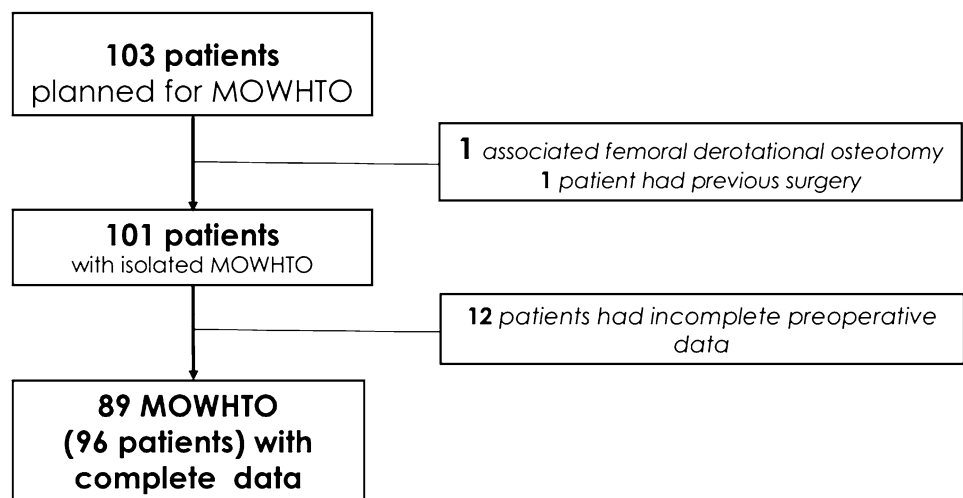 103 patients
planned for MOWHTO
1 associated femoral derotational osteotomy
1 patient had previous surgery
101 patients
with isolated MOWHTO
12 patients had incomplete preoperative
data
89 MOWHTO
(96 patients) with
complete data